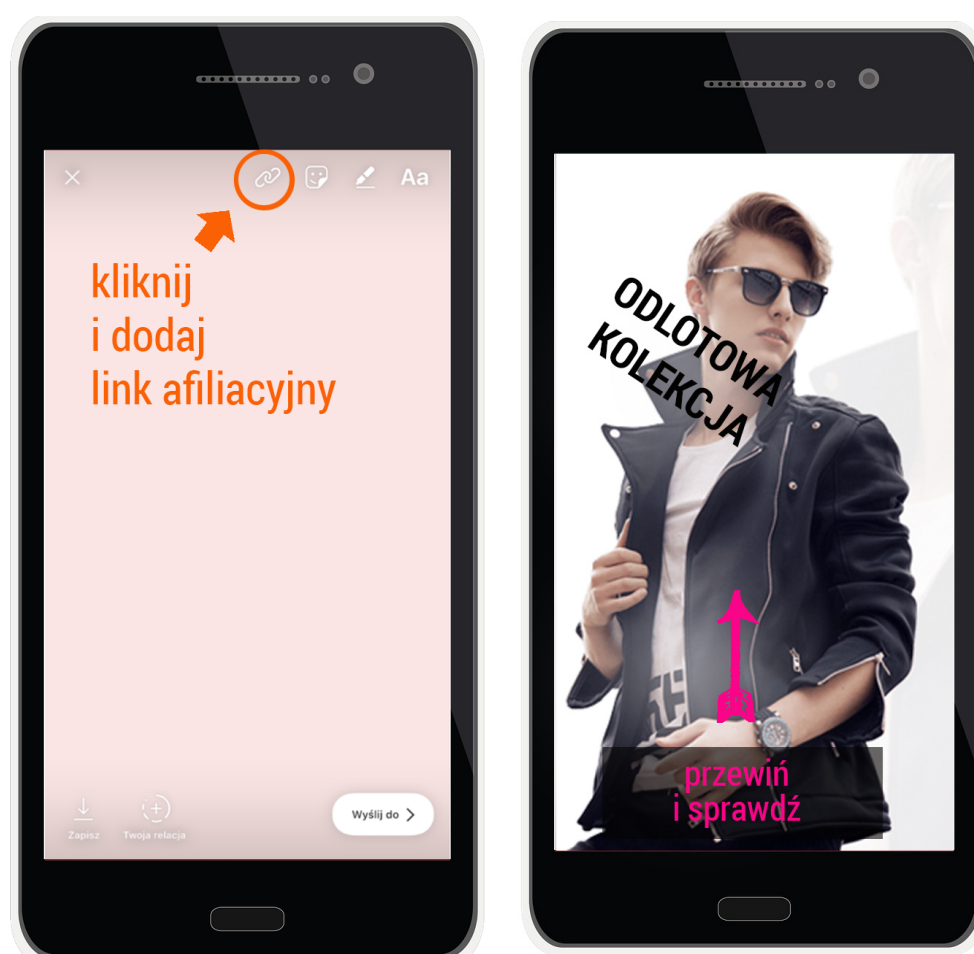 Aa
kliknij
i dodaj
link afiliacyjny
Zapisz
Twoja relacja
Wyślij do
ODLOTOWA
KOLEKCJA
przewiń
i sprawdź